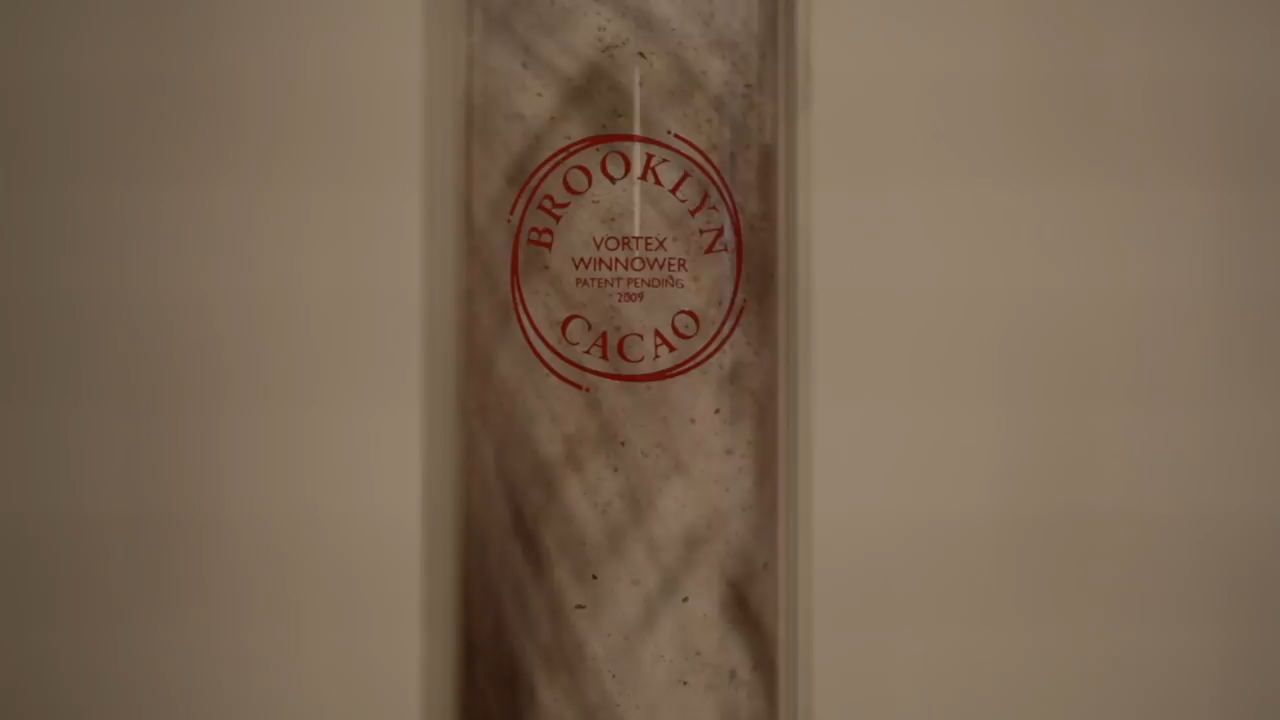 BROOKLYN
VORTEX
WINNOWER
PATENT PENDING
2009
CACAO